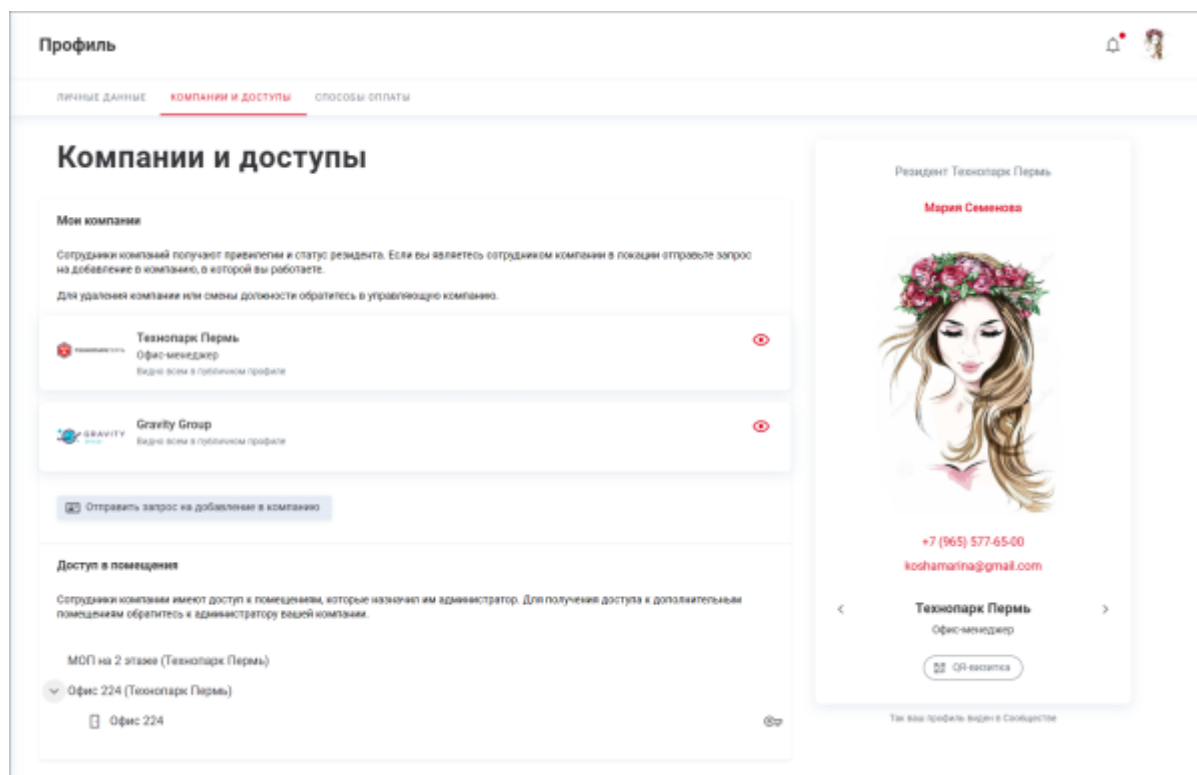 Профиль
ЛИЧНЫЕ ДАННЫЕ
КОМПАНИИ И ДОСТУПЫ
СПОСОБЫ ОПЛАТЫ
Компании и доступы
Мои компании
Сотрудники компаний получают привилегии и статус резидента. Если вы являетесь сотрудником компании в локации отправьте запрос
на добавление в компанию, в которой вы работаете.
Для удаления компании или смены должности обратитесь в управляющую компанию.
Технопарк Пермь
Офис-менеджер
Видно всем в публичном профиле
GRAVITY
Gravity Group
Видно всем в публичном профиле
Отправить запрос на добавление в компанию
Доступ в помещения
Сотрудники компании имеют доступ к помещениям, которые назначил им администратор. Для получения доступа к дополнительным
помещениям обратитесь к администратору вашей компании.
МОП на 2 этаже (Технопарк Пермь)
Офис 224 (Технопарк Пермь)
Офис 224
Резидент Технопарк Пермь
Мария Семенова
+7 (965) 577-65-00
koshamarina@gmail.com
Технопарк Пермь
Офис-менеджер
QR-визитка
Так ваш профиль виден в Сообществе